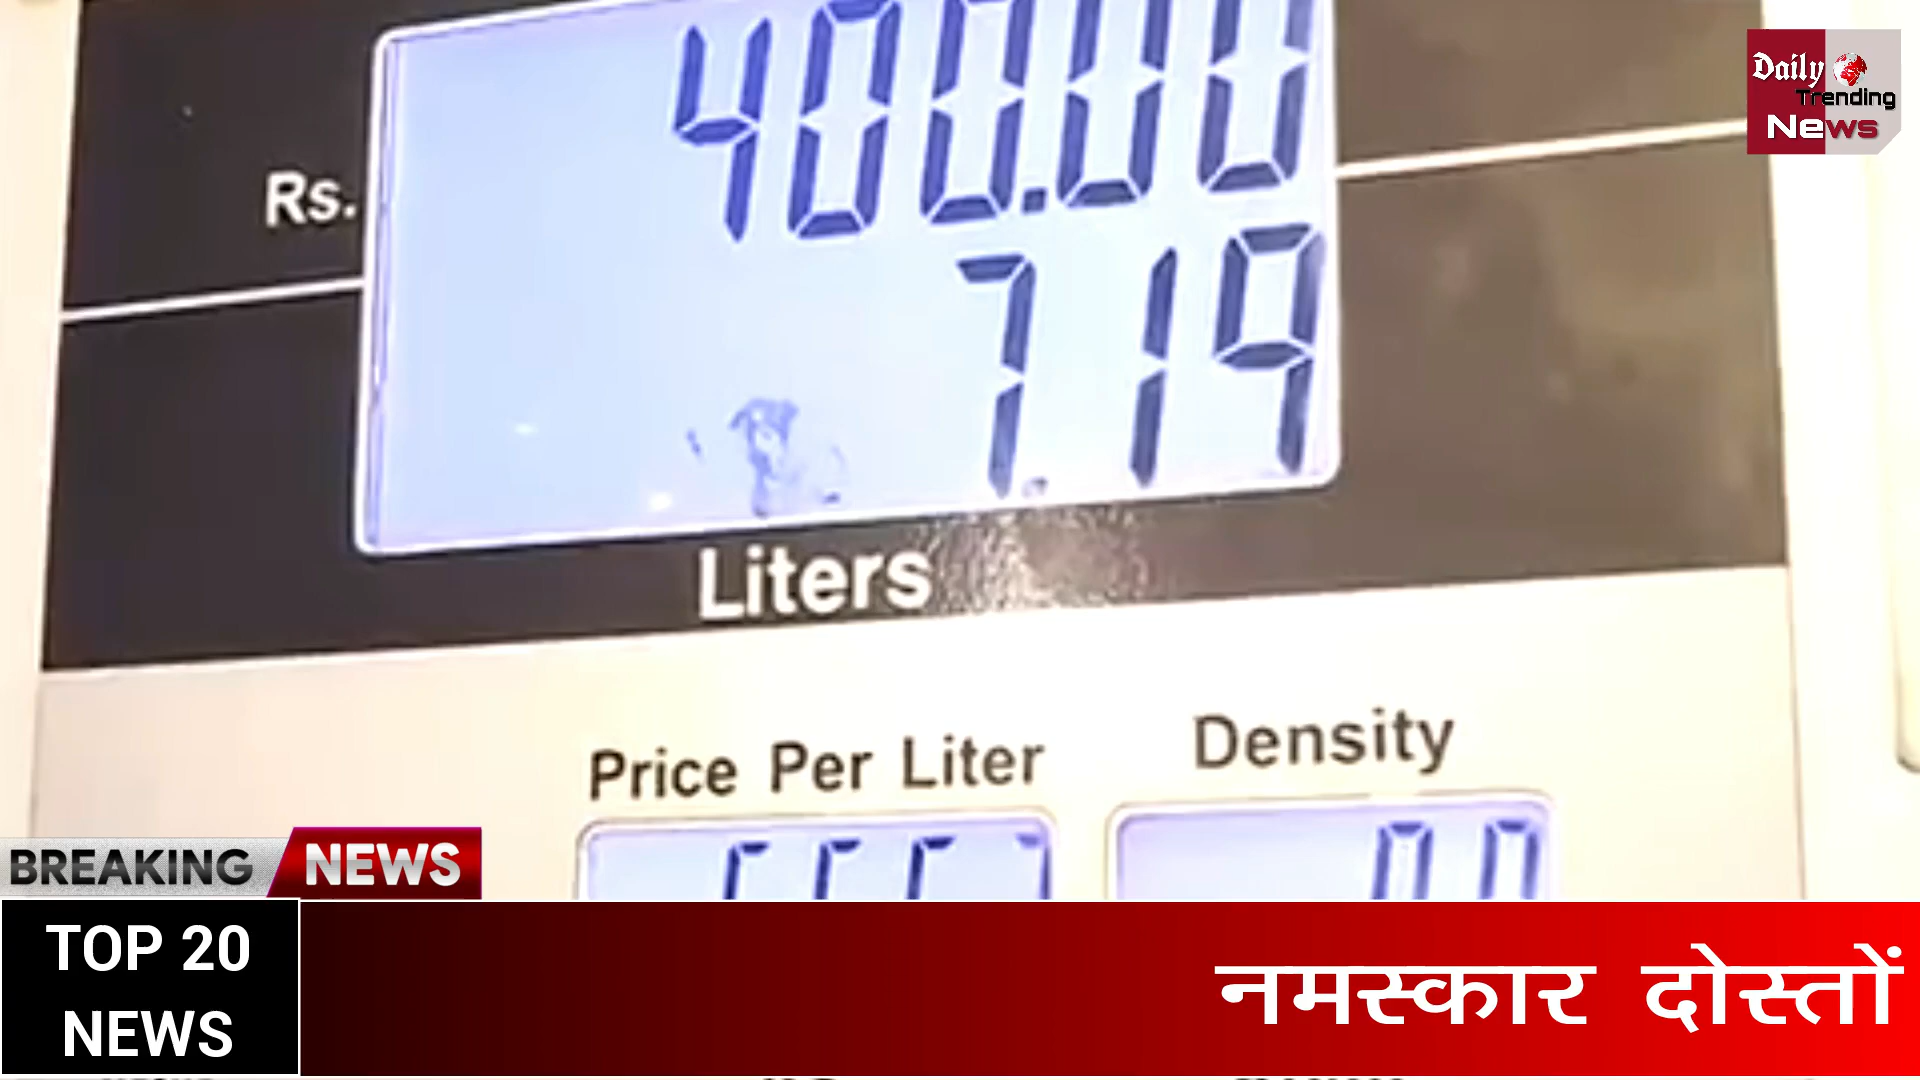 400.00
Rs.
7.19
Liters
Price Per Liter
Density
Daily
Trending
News
BREAKING NEWS
TOP 20
NEWS
नमस्कार दोस्तों